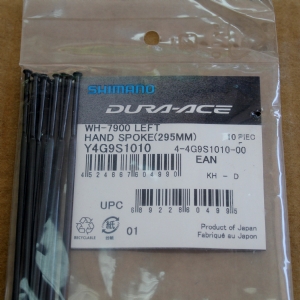 SHIMANO
DURA-ACE
WH-7900 LEFT
HAND SPOKE(295MM)
Y4G9S1010 4-4G9S1010-00
EAN
KH - D
UPC
RECYCLABLE 01
Product of Japan
Fabriqué au Japon